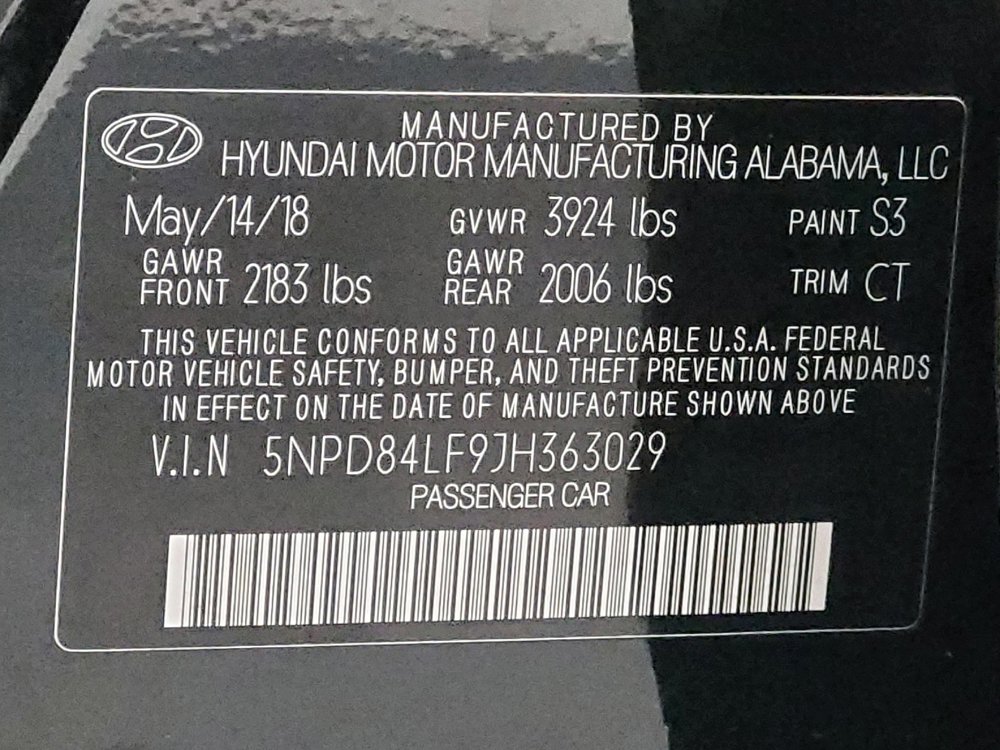 MANUFACTURED BY
HYUNDAI MOTOR MANUFACTURING ALABAMA, LLC
May/14/18 GVWR 3924 lbs PAINT S3
GAWR FRONT 2183 lbs GAWR REAR 2006 lbs TRIM CT
THIS VEHICLE CONFORMS TO ALL APPLICABLE U.S.A. FEDERAL
MOTOR VEHICLE SAFETY, BUMPER, AND THEFT PREVENTION STANDARDS
IN EFFECT ON THE DATE OF MANUFACTURE SHOWN ABOVE
V.I.N 5NPD84LF9JH363029
PASSENGER CAR